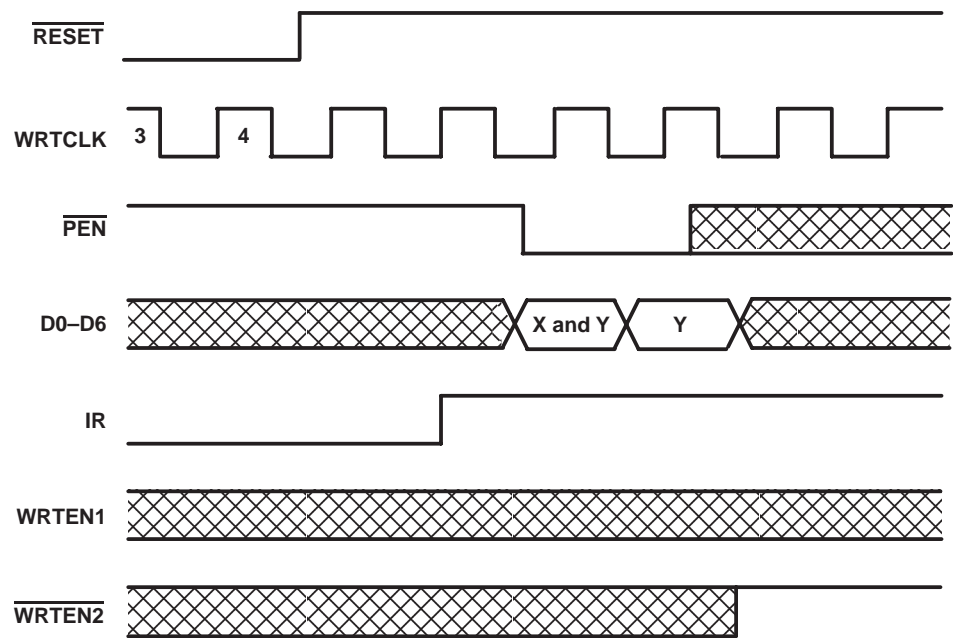 RESET
WRTCLK 3 4
PEN
D0–D6 X and Y Y
IR
WRTEN1
WRTEN2